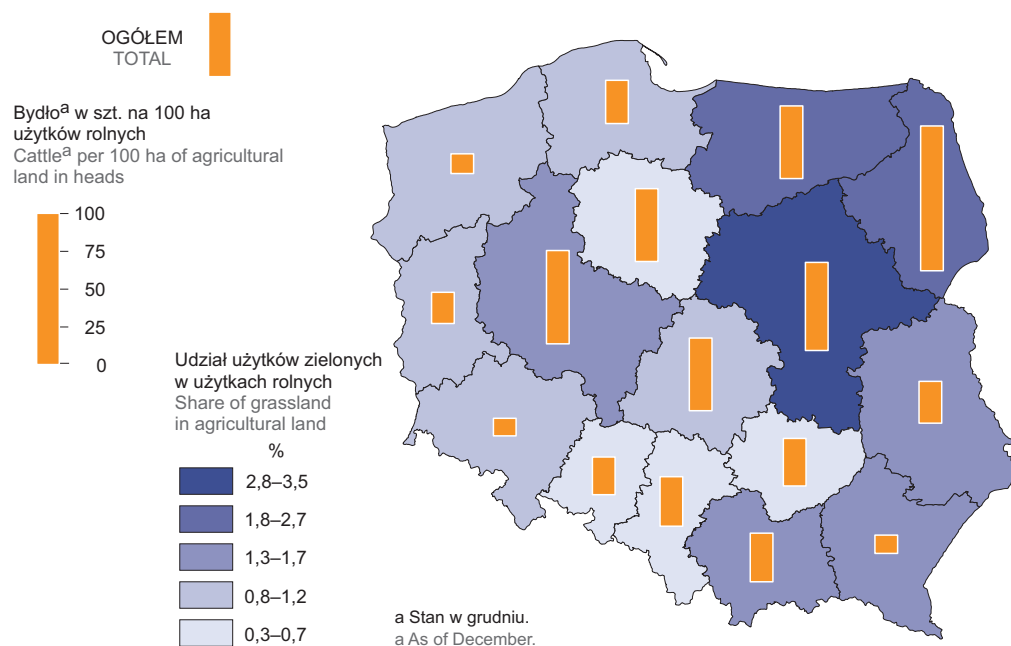 OGÓŁEM
TOTAL
Bydłoᵃ w szt. na 100 ha
użytków rolnych
Cattleᵃ per 100 ha of agricultural
land in heads
100
75
50
25
0
Udział użytków zielonych
w użytkach rolnych
Share of grassland
in agricultural land
%
2,8–3,5
1,8–2,7
1,3–1,7
0,8–1,2
0,3–0,7
a Stan w grudniu.
a As of December.